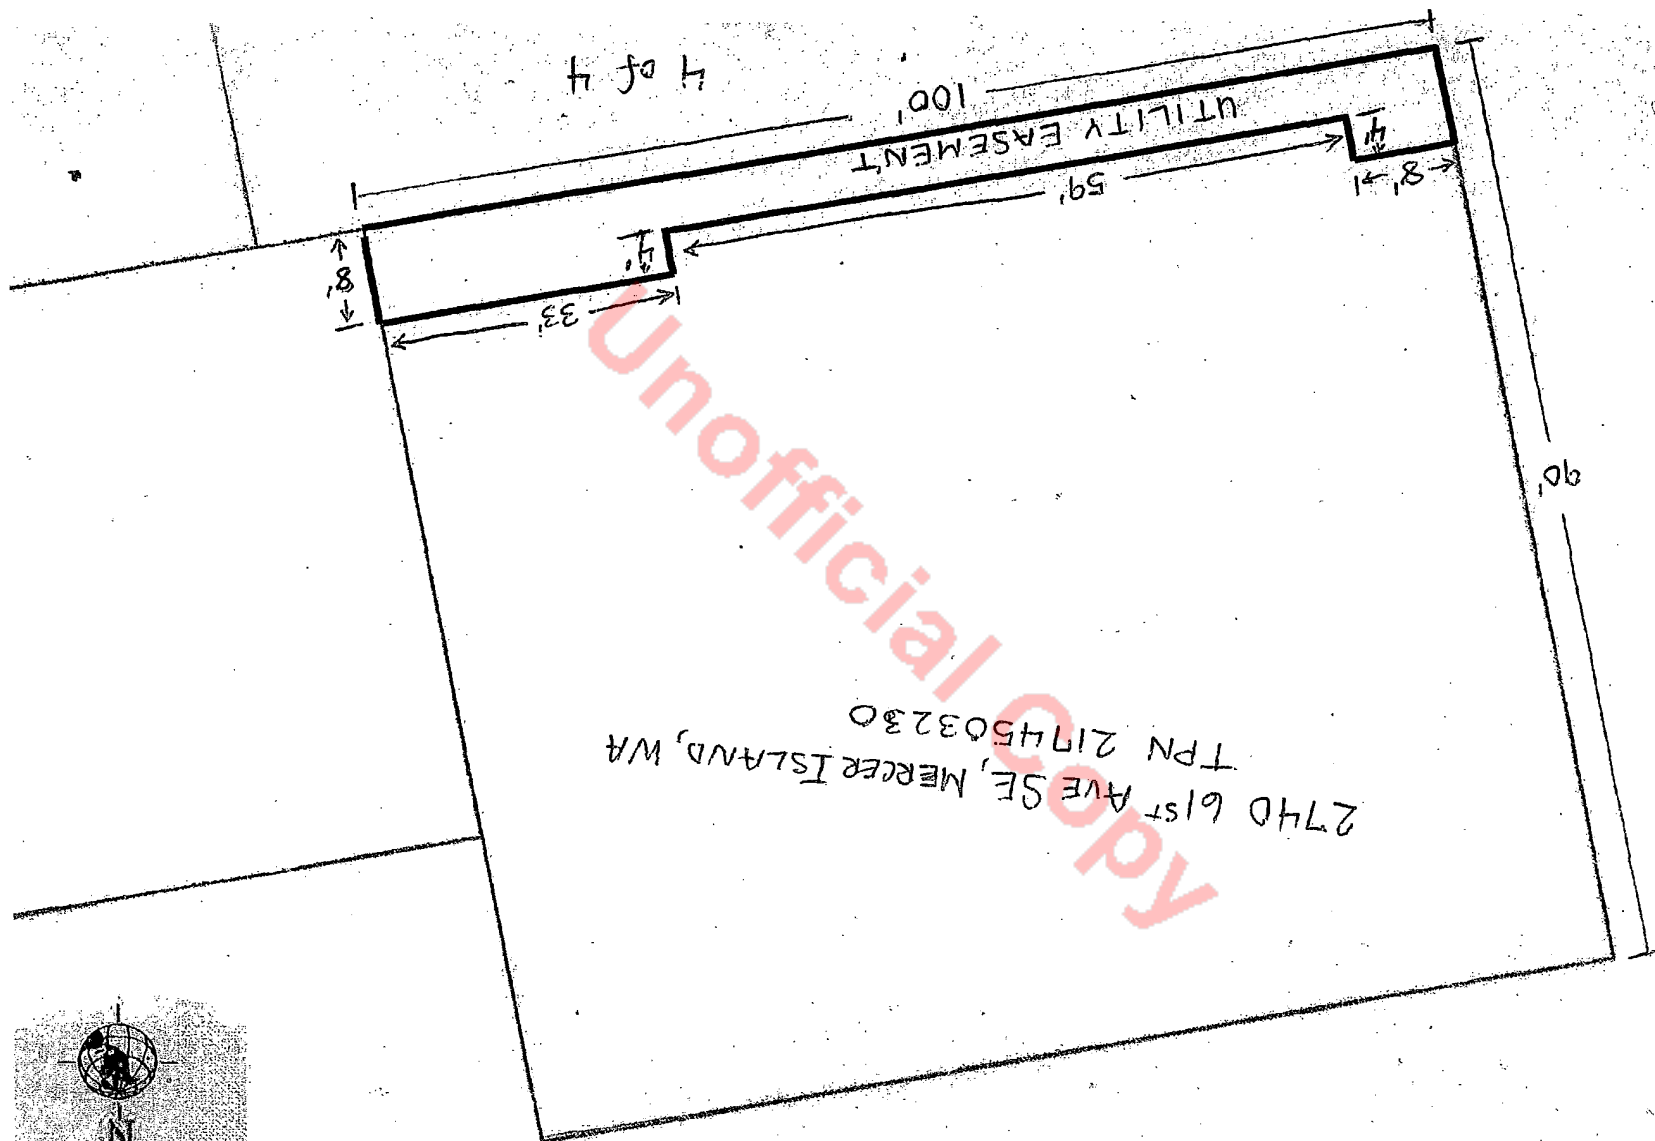 4 of 4
100'
UTILITY EASEMENT
4'
8'
59'
4'
8'
33'
90'
2740 61ST AVE SE, MERCER ISLAND, WA
TPN 2174503230
N
Unofficial Copy